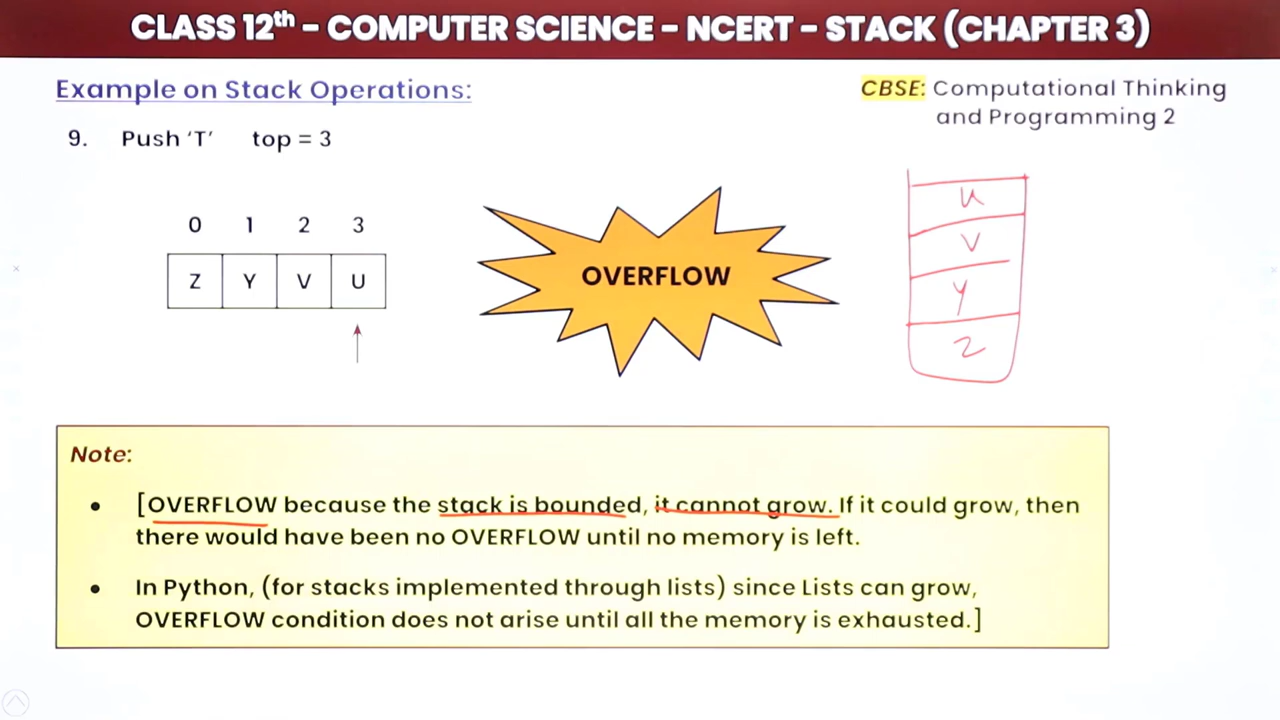 CLASS 12th – COMPUTER SCIENCE – NCERT – STACK (CHAPTER 3)
Example on Stack Operations:
CBSE: Computational Thinking
and Programming 2
9. Push ‘T’ top = 3
0 1 2 3
Z Y V U
OVERFLOW
U
V
Y
Z
Note:
• [OVERFLOW because the stack is bounded, it cannot grow. If it could grow, then
there would have been no OVERFLOW until no memory is left.
• In Python, (for stacks implemented through lists) since Lists can grow,
OVERFLOW condition does not arise until all the memory is exhausted.]